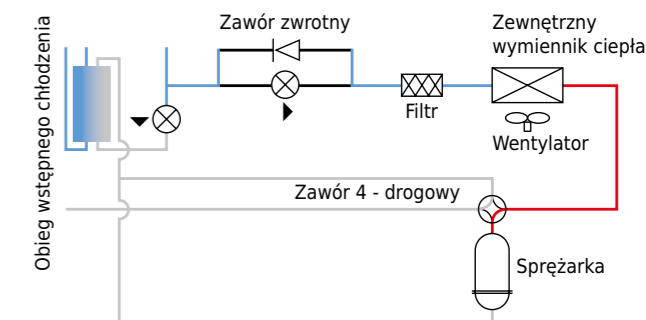 Obieg wstępnego chłodzenia
Zawór zwrotny
Zewnętrzny
wymiennik ciepła
Filtr
Wentylator
Zawór 4 - drogowy
Sprężarka